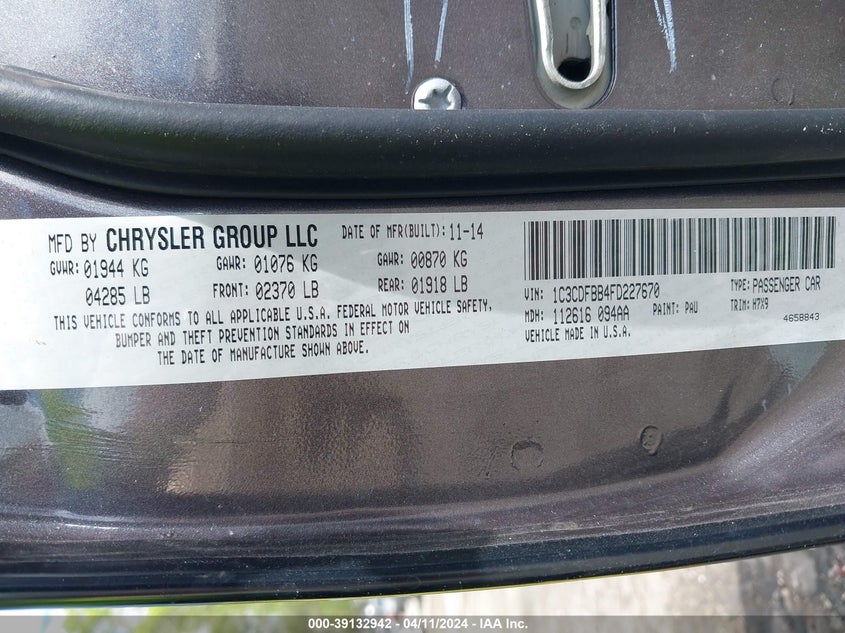 MFD BY CHRYSLER GROUP LLC DATE OF MFR(BUILT): 11-14
GVWR: 01944 KG GAWR: 01076 KG GAWR: 00870 KG
04285 LB FRONT: 02370 LB REAR: 01918 LB
THIS VEHICLE CONFORMS TO ALL APPLICABLE U.S.A. FEDERAL MOTOR VEHICLE SAFETY,
BUMPER AND THEFT PREVENTION STANDARDS IN EFFECT ON
THE DATE OF MANUFACTURE SHOWN ABOVE.
VIN: 1C3CDFBB4FD227670 TYPE: PASSENGER CAR
MDH: 112616 094AA PAINT: PAU TRIM: H7X9
VEHICLE MADE IN U.S.A. 4658843
000-39132942 - 04/11/2024 - IAA Inc.